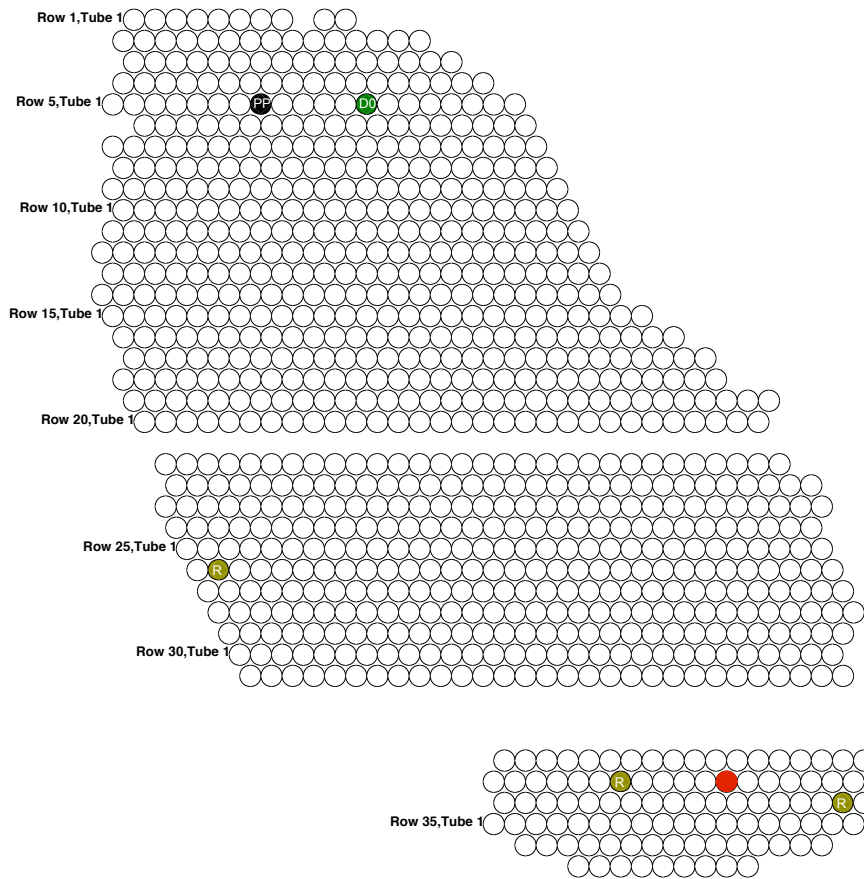 Row 1,Tube 1
Row 5,Tube 1 PP D0
Row 10,Tube 1
Row 15,Tube 1
Row 20,Tube 1
Row 25,Tube 1
R
Row 30,Tube 1
R
R
Row 35,Tube 1